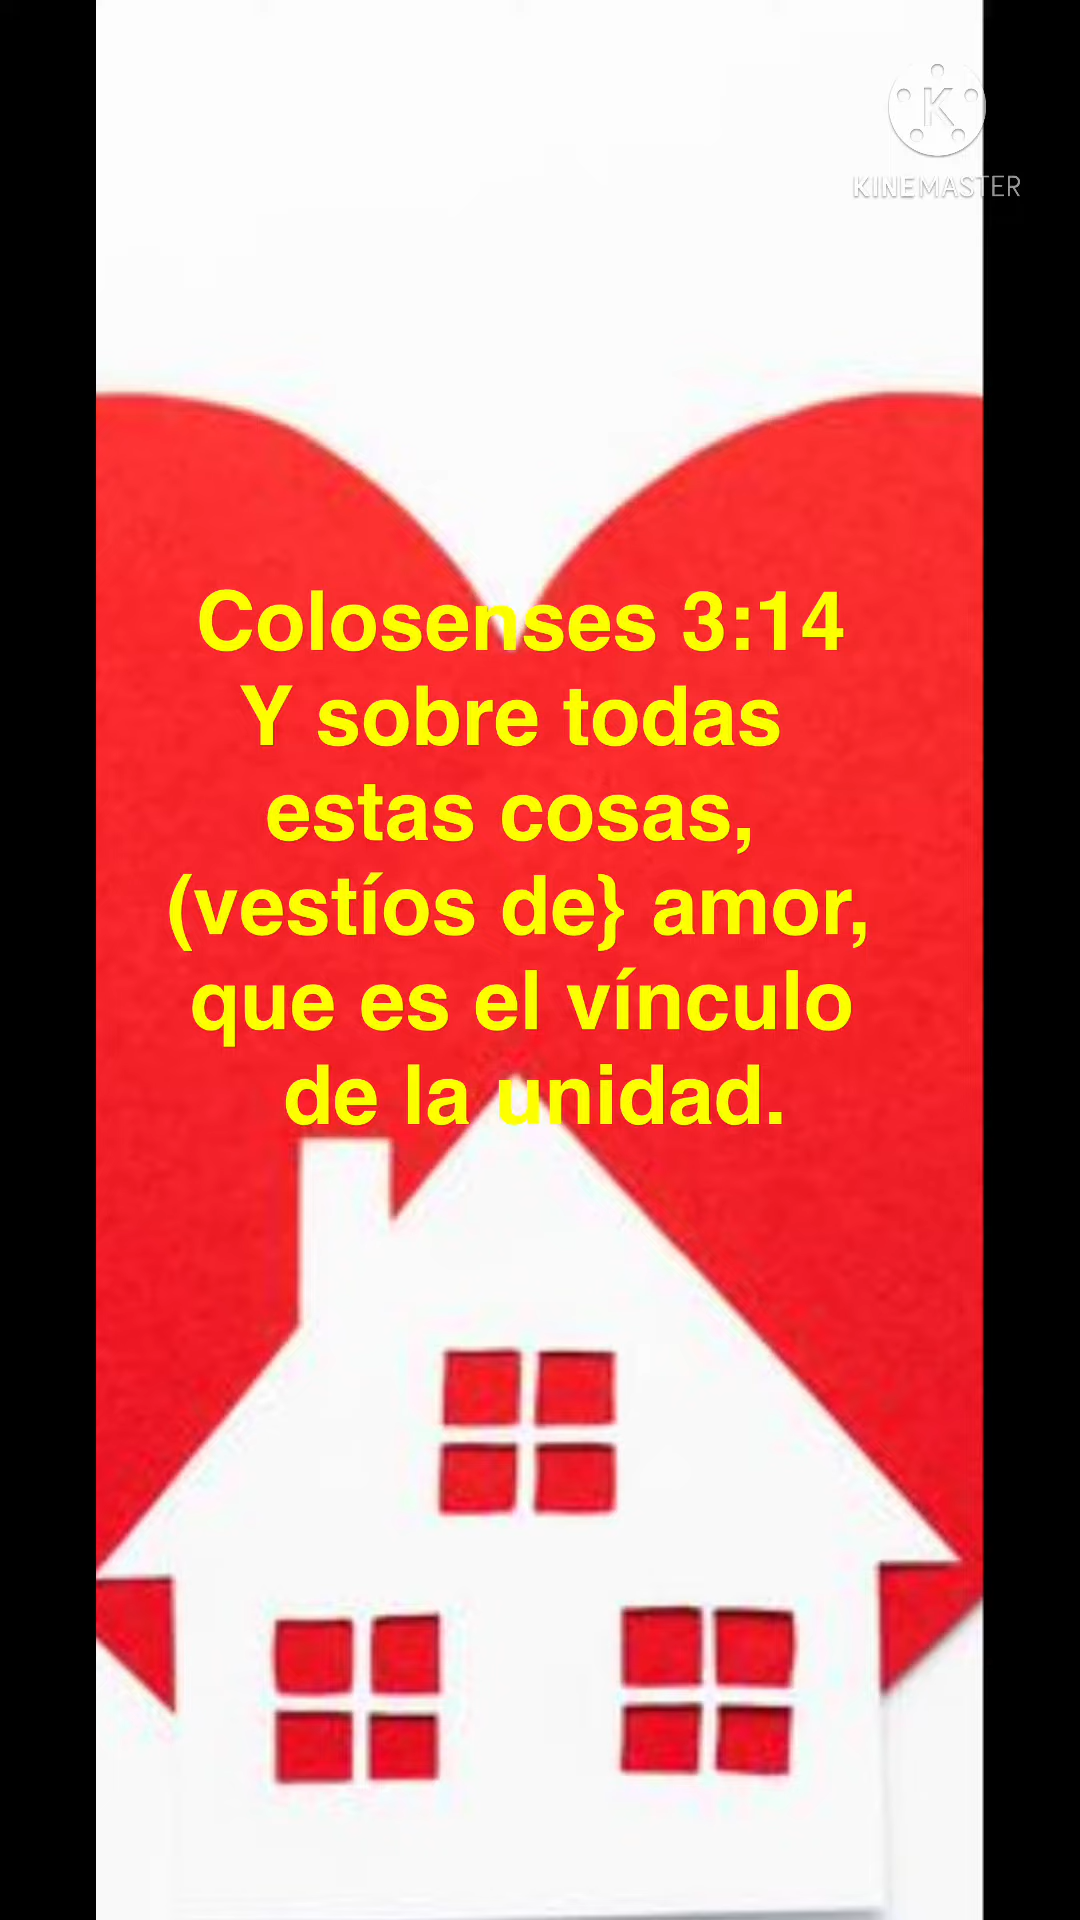 K
KINEMASTER
Colosenses 3:14
Y sobre todas
estas cosas,
(vestíos de} amor,
que es el vínculo
de la unidad.